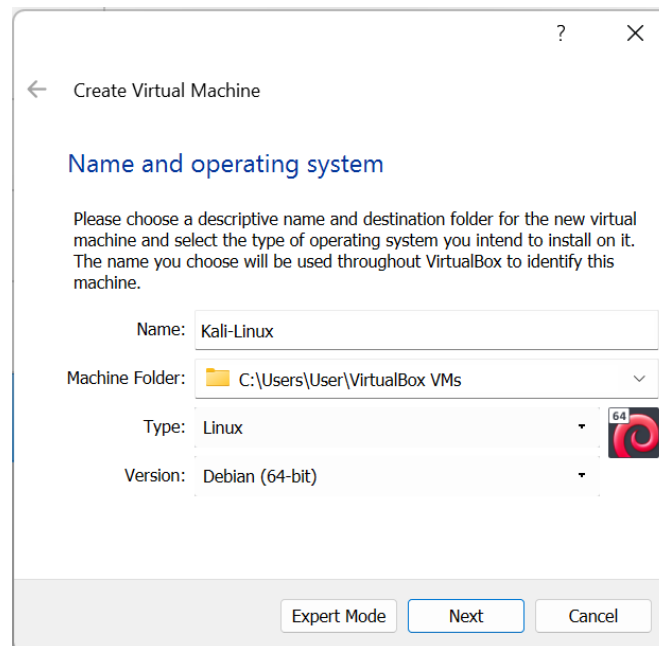 ?
Create Virtual Machine
Name and operating system
Please choose a descriptive name and destination folder for the new virtual
machine and select the type of operating system you intend to install on it.
The name you choose will be used throughout VirtualBox to identify this
machine.
Name: Kali-Linux
Machine Folder: C:\Users\User\VirtualBox VMs
Type: Linux
64
Version: Debian (64-bit)
Expert Mode Next Cancel